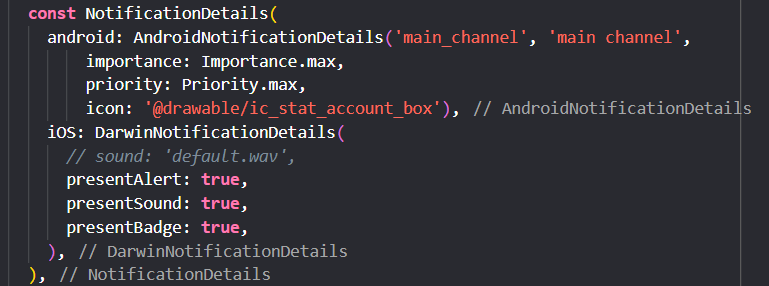 const NotificationDetails(
android: AndroidNotificationDetails('main_channel', 'main channel',
importance: Importance.max,
priority: Priority.max,
icon: '@drawable/ic_stat_account_box'), // AndroidNotificationDetails
iOS: DarwinNotificationDetails(
// sound: 'default.wav',
presentAlert: true,
presentSound: true,
presentBadge: true,
), // DarwinNotificationDetails
), // NotificationDetails